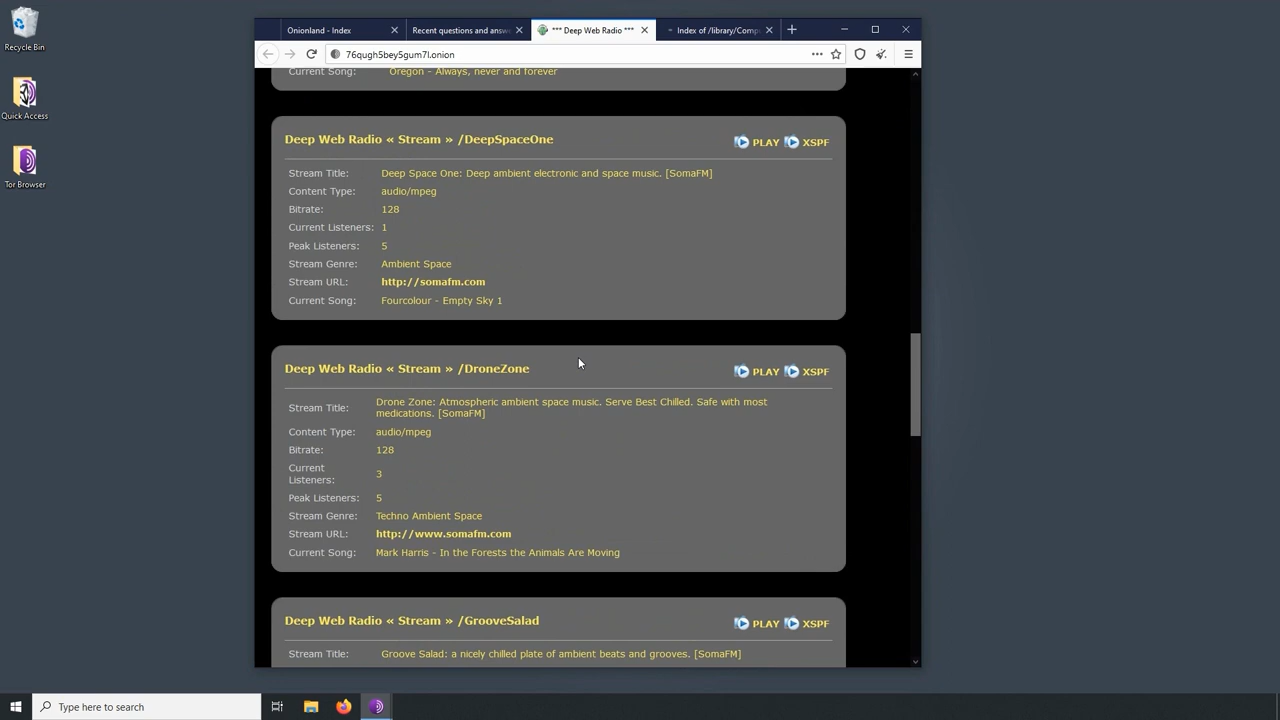 Recycle Bin
Quick Access
Tor Browser
Onionland - Index
Recent questions and answ
*** Deep Web Radio ***
Index of /library/Comp
76qugh5bey5gum7l.onion
Current Song: Oregon - Always, never and forever
Deep Web Radio « Stream » /DeepSpaceOne
PLAY XSPF
Stream Title: Deep Space One: Deep ambient electronic and space music. [SomaFM]
Content Type: audio/mpeg
Bitrate: 128
Current Listeners: 1
Peak Listeners: 5
Stream Genre: Ambient Space
Stream URL: http://somafm.com
Current Song: Fourcolour - Empty Sky 1
Deep Web Radio « Stream » /DroneZone
PLAY XSPF
Stream Title: Drone Zone: Atmospheric ambient space music. Serve Best Chilled. Safe with most
medications. [SomaFM]
Content Type: audio/mpeg
Bitrate: 128
Current
Listeners: 3
Peak Listeners: 5
Stream Genre: Techno Ambient Space
Stream URL: http://www.somafm.com
Current Song: Mark Harris - In the Forests the Animals Are Moving
Deep Web Radio « Stream » /GrooveSalad
PLAY XSPF
Stream Title: Groove Salad: a nicely chilled plate of ambient beats and grooves. [SomaFM]
Type here to search